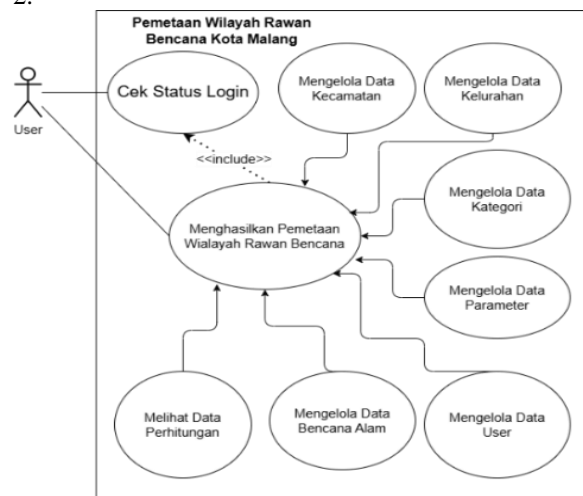 2.
Pemetaan Wilayah Rawan
Bencana Kota Malang
User
Cek Status Login
Mengelola Data
Kecamatan
Mengelola Data
Kelurahan
<<include>>
Menghasilkan Pemetaan
Wialayah Rawan Bencana
Mengelola Data
Kategori
Mengelola Data
Parameter
Melihat Data
Perhitungan
Mengelola Data
Bencana Alam
Mengelola Data
User